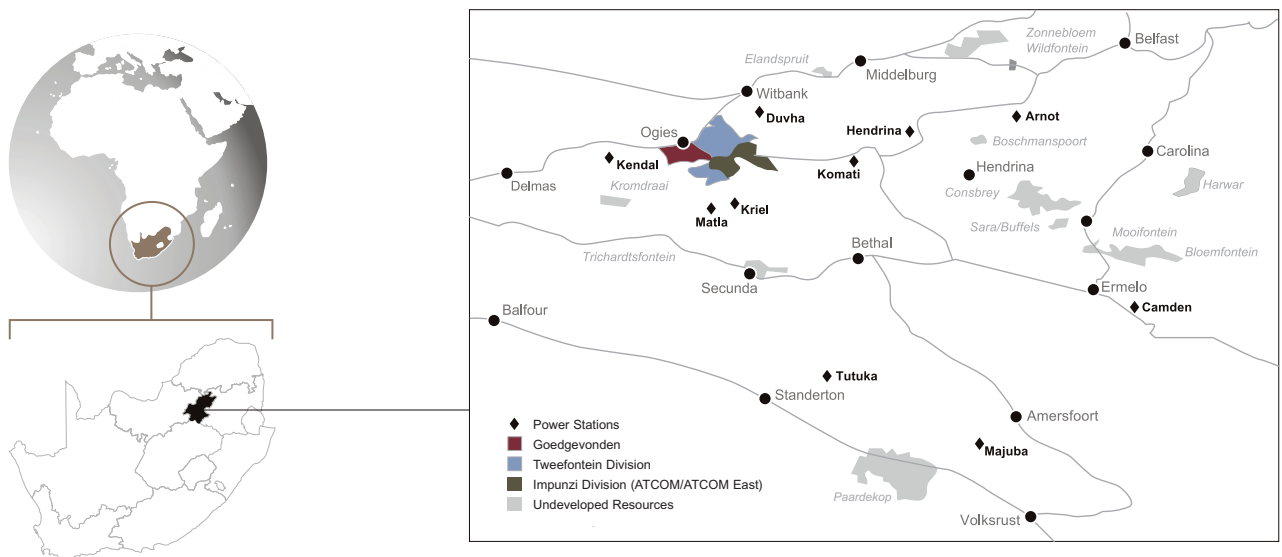 Zonnebloem
Wildfontein
Belfast
Elandspruit
Middelburg
Witbank
Duvha
Arnot
Hendrina
Ogies
Boschmanspoort
Carolina
Kendal
Komati
Hendrina
Delmas
Kromdraai
Consbrey
Harwar
Kriel
Matla
Sara/Buffels
Mooifontein
Bethal
Bloemfontein
Trichardtsfontein
Secunda
Ermelo
Balfour
Camden
Tutuka
Standerton
Amersfoort
Power Stations
Goedgevonden
Majuba
Tweefontein Division
Impunzi Division (ATCOM/ATCOM East)
Paardekop
Undeveloped Resources
Volksrust